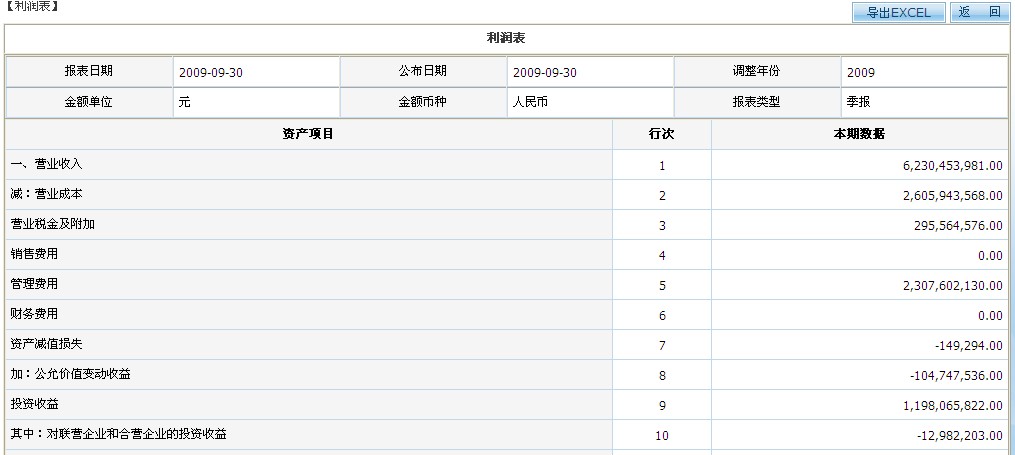 【利润表】
导出EXCEL 返 回
利润表
报表日期 2009-09-30 公布日期 2009-09-30 调整年份 2009
金额单位 元 金额币种 人民币 报表类型 季报
资产项目 行次 本期数据
一、营业收入 1 6,230,453,981.00
减：营业成本 2 2,605,943,568.00
营业税金及附加 3 295,564,576.00
销售费用 4 0.00
管理费用 5 2,307,602,130.00
财务费用 6 0.00
资产减值损失 7 -149,294.00
加：公允价值变动收益 8 -104,747,536.00
投资收益 9 1,198,065,822.00
其中：对联营企业和合营企业的投资收益 10 -12,982,203.00